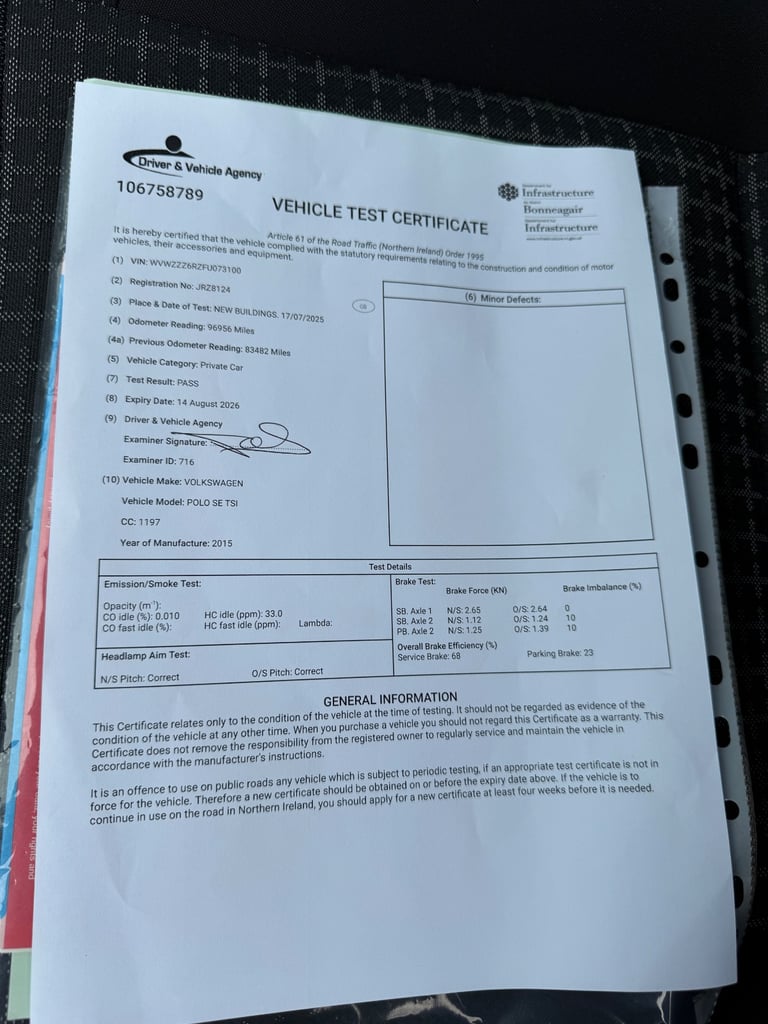 Driver & Vehicle Agency
106758789
Infrastructure
Bonneagair
Infrastructure
www.infrastructure-ni.gov.uk
VEHICLE TEST CERTIFICATE
Article 61 of the Road Traffic (Northern Ireland) Order 1995
It is hereby certified that the vehicle complied with the statutory requirements relating to the construction and condition of motor
vehicles, their accessories and equipment.
(1) VIN: WVWZZZ6RZFU073100
(2) Registration No: JRZ8124
(3) Place & Date of Test: NEW BUILDINGS. 17/07/2025
GB
(4) Odometer Reading: 96956 Miles
(4a) Previous Odometer Reading: 83482 Miles
(5) Vehicle Category: Private Car
(6) Minor Defects:
(7) Test Result: PASS
(8) Expiry Date: 14 August 2026
(9) Driver & Vehicle Agency
Examiner Signature:
Examiner ID: 716
(10) Vehicle Make: VOLKSWAGEN
Vehicle Model: POLO SE TSI
CC: 1197
Year of Manufacture: 2015
Test Details
Emission/Smoke Test:
Opacity (m⁻¹):
CO idle (%): 0.010 HC idle (ppm): 33.0
CO fast idle (%): HC fast idle (ppm): Lambda:
Headlamp Aim Test:
N/S Pitch: Correct O/S Pitch: Correct
Brake Test:
Brake Force (KN) Brake Imbalance (%)
SB. Axle 1 N/S: 2.65 O/S: 2.64 0
SB. Axle 2 N/S: 1.12 O/S: 1.24 10
PB. Axle 2 N/S: 1.25 O/S: 1.39 10
Overall Brake Efficiency (%)
Service Brake: 68 Parking Brake: 23
GENERAL INFORMATION
This Certificate relates only to the condition of the vehicle at the time of testing. It should not be regarded as evidence of the
condition of the vehicle at any other time. When you purchase a vehicle you should not regard this Certificate as a warranty. This
Certificate does not remove the responsibility from the registered owner to regularly service and maintain the vehicle in
accordance with the manufacturer's instructions.
It is an offence to use on public roads any vehicle which is subject to periodic testing, if an appropriate test certificate is not in
force for the vehicle. Therefore a new certificate should be obtained on or before the expiry date above. If the vehicle is to
continue in use on the road in Northern Ireland, you should apply for a new certificate at least four weeks before it is needed.
your rights and